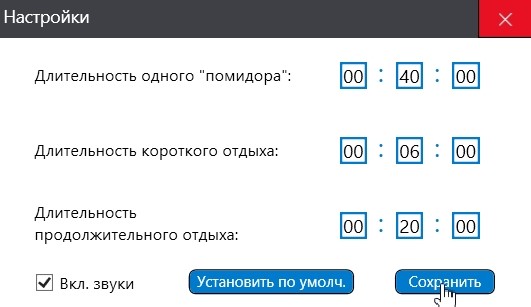 Настройки
Длительность одного "помидора": 00 : 40 : 00
Длительность короткого отдыха: 00 : 06 : 00
Длительность
продолжительного отдыха: 00 : 20 : 00
Вкл. звуки Установить по умолч. Сохранить